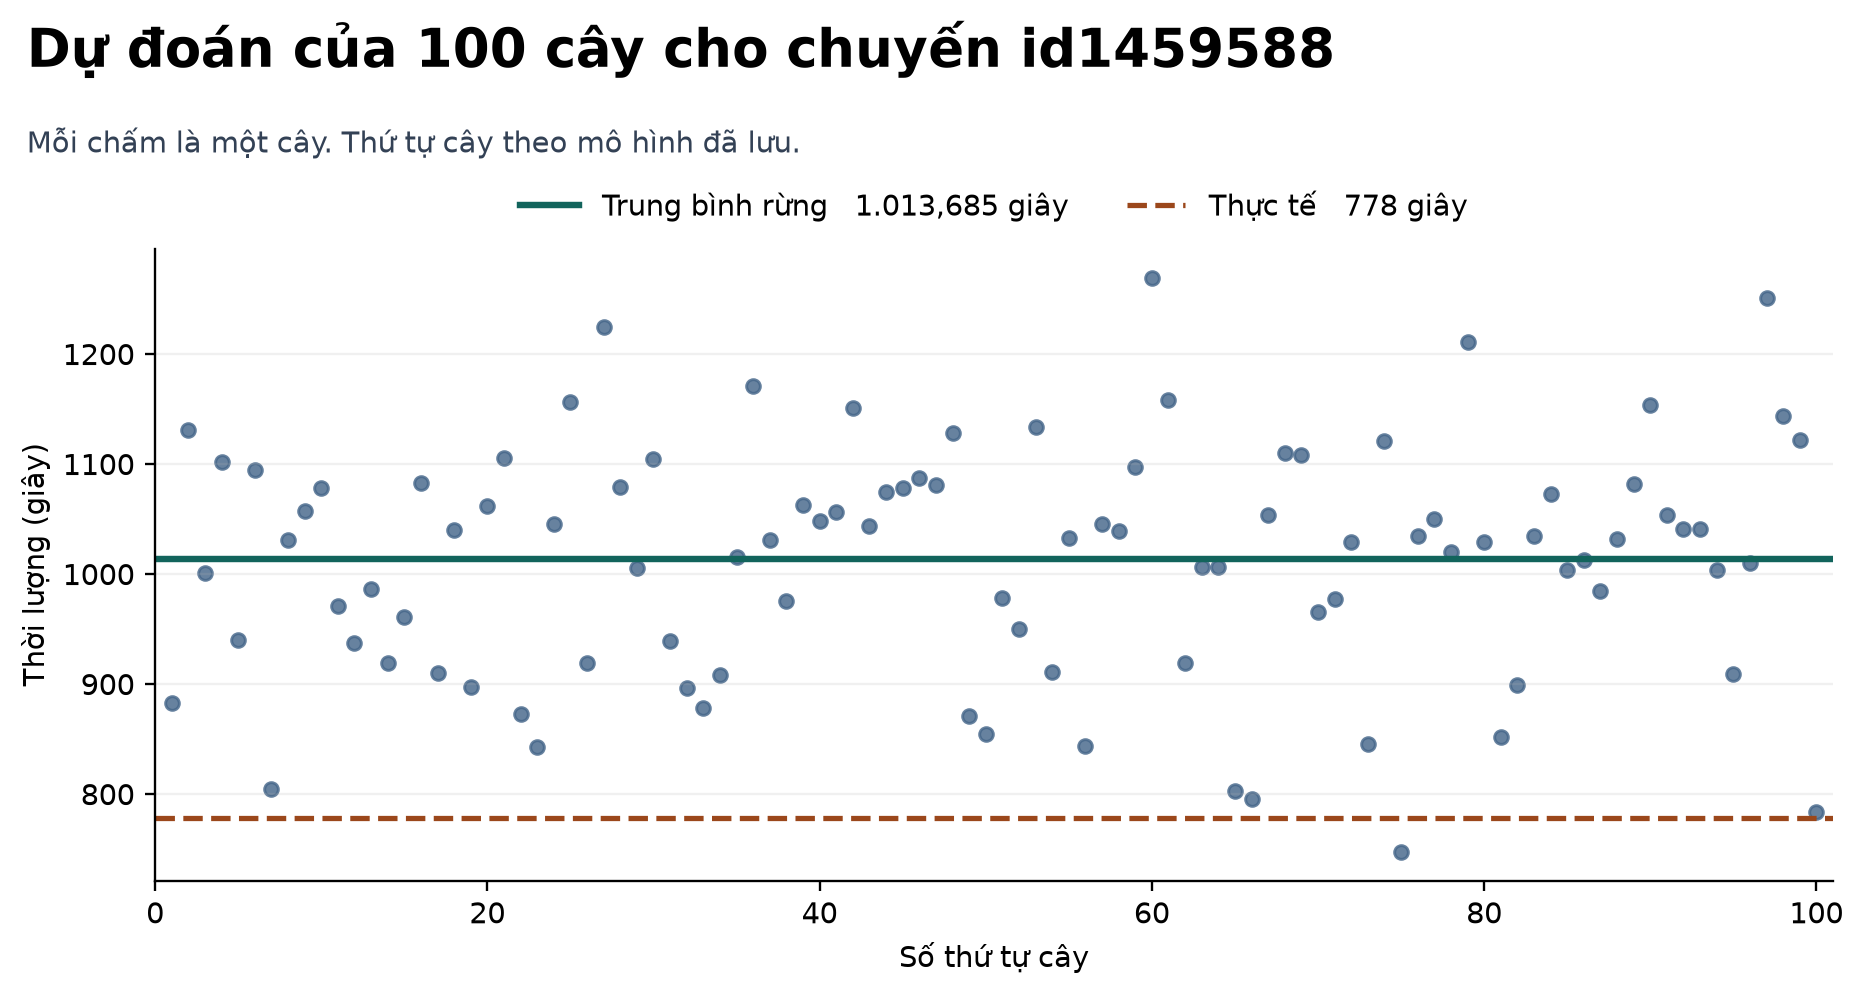 Dự đoán của 100 cây cho chuyến id1459588
Mỗi chấm là một cây. Thứ tự cây theo mô hình đã lưu.
Trung bình rừng 1.013,685 giây
Thực tế 778 giây
Thời lượng (giây)
1200
1100
1000
900
800
0 20 40 60 80 100
Số thứ tự cây